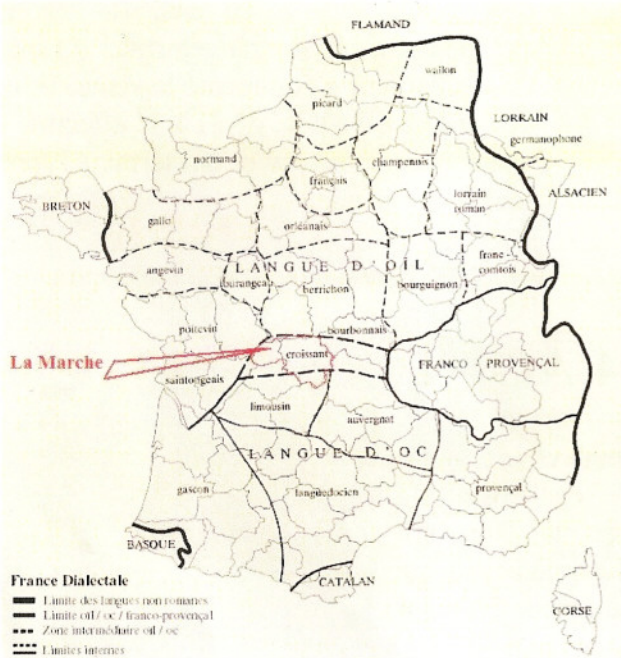 FLAMAND
wallon
picard
LORRAIN
germanophone
normand
champenois
français
ALSACIEN
lorrain
roman
BRETON
gallo
orléanais
franc-
comtois
angevin
LANGUE D'OÏL
tourangeau
berrichon
bourguignon
poitevin
bourbonnais
La Marche
croissant
FRANCO PROVENÇAL
saintongeais
limousin
auvergnat
LANGUE D'OC
gascon
languedocien
provençal
BASQUE
CATALAN
CORSE
France Dialectale
Limite des langues non romanes
Limite oïl / oc / franco-provençal
Zone intermédiaire oïl / oc
Limites internes